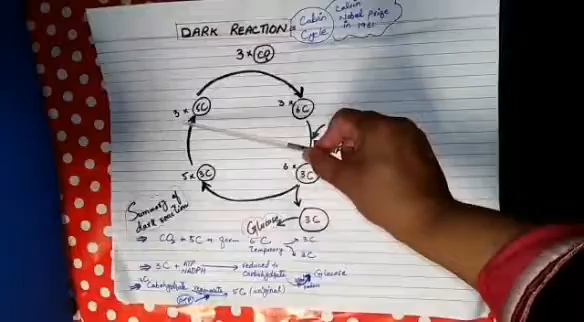 DARK REACTION = Calvin Cycle
Calvin Nobel Prize in 1961
3 × CO₂
3 × 5C
3 × 6C
5 × 3C
6 × 3C
3C
Glucose
Summary of dark reaction
⇒ CO₂ + 5C → 6C Temporary 3C
3C
⇒ 3C + ATP NADPH → reduced to Carbohydrate Glucose
⇒ Carbohydrate → 5C (original)